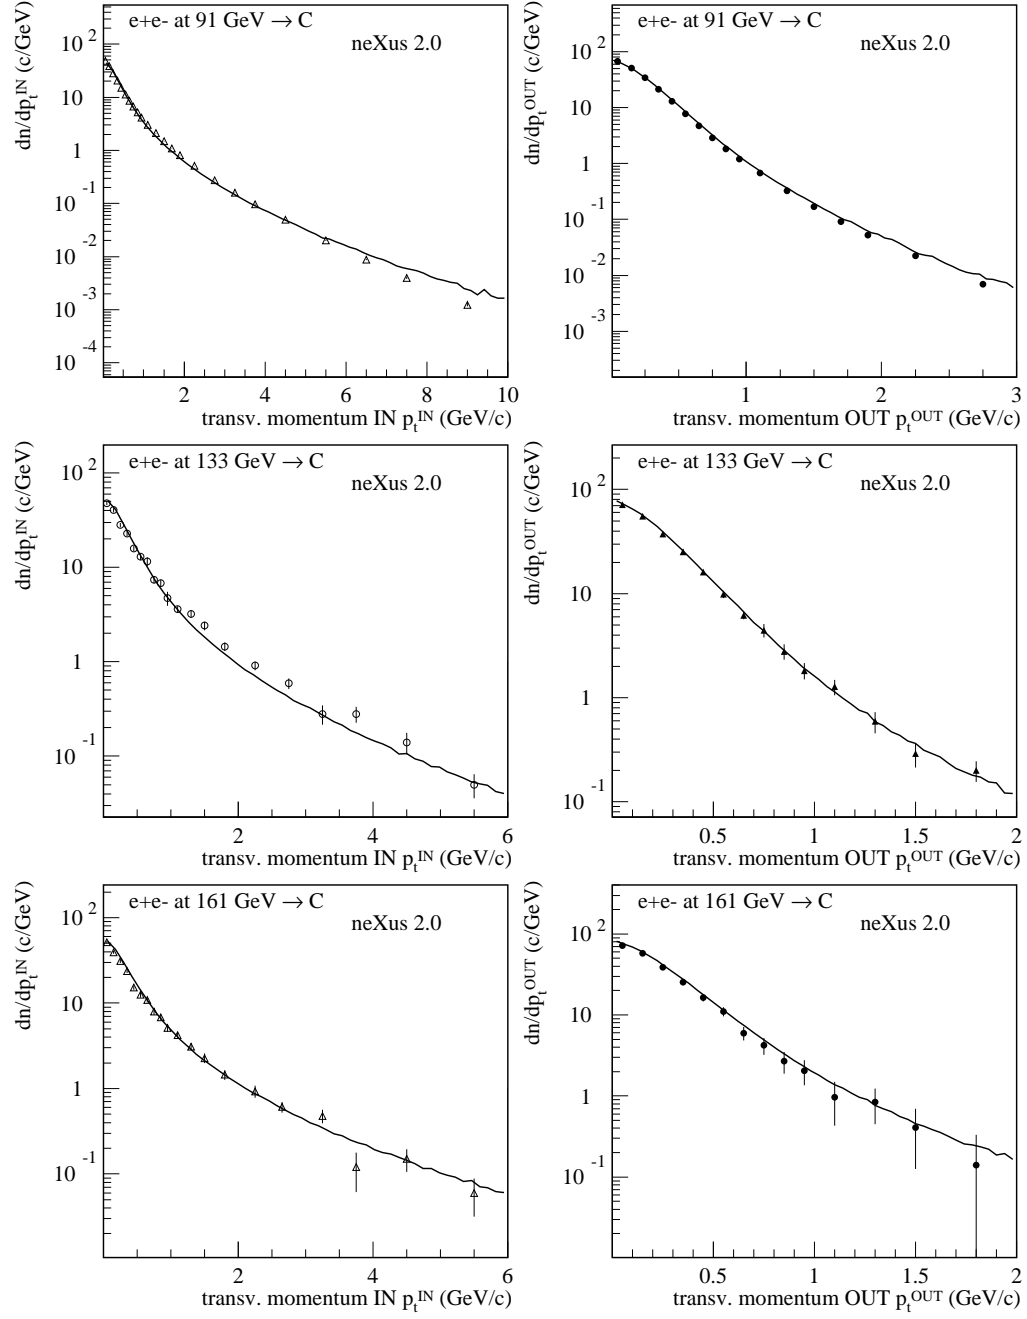 e+e- at 91 GeV → C
neXus 2.0
dn/dp_t^IN (c/GeV)
10^2
10
1
10^-1
10^-2
10^-3
10^-4
2 4 6 8 10
transv. momentum IN p_t^IN (GeV/c)
e+e- at 91 GeV → C
neXus 2.0
dn/dp_t^OUT (c/GeV)
10^2
10
1
10^-1
10^-2
10^-3
1 2 3
transv. momentum OUT p_t^OUT (GeV/c)
e+e- at 133 GeV → C
neXus 2.0
dn/dp_t^IN (c/GeV)
10^2
10
1
10^-1
2 4 6
transv. momentum IN p_t^IN (GeV/c)
e+e- at 133 GeV → C
neXus 2.0
dn/dp_t^OUT (c/GeV)
10^2
10
1
10^-1
0.5 1 1.5 2
transv. momentum OUT p_t^OUT (GeV/c)
e+e- at 161 GeV → C
neXus 2.0
dn/dp_t^IN (c/GeV)
10^2
10
1
10^-1
2 4 6
transv. momentum IN p_t^IN (GeV/c)
e+e- at 161 GeV → C
neXus 2.0
dn/dp_t^OUT (c/GeV)
10^2
10
1
10^-1
0.5 1 1.5 2
transv. momentum OUT p_t^OUT (GeV/c)